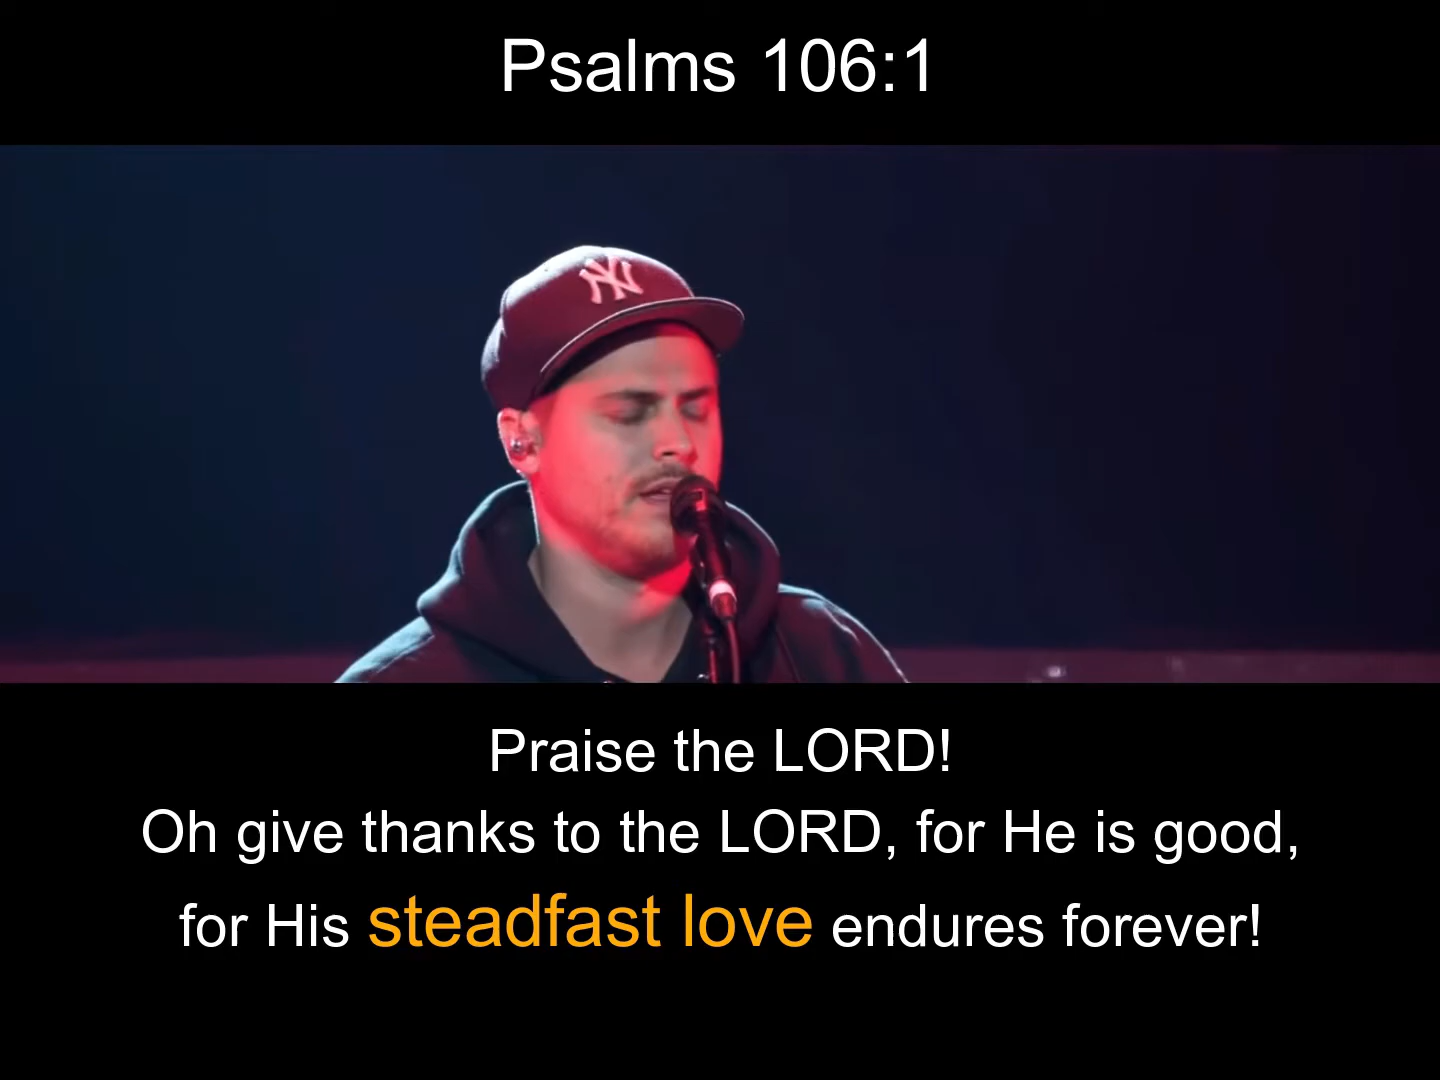 Psalms 106:1
NY
Praise the LORD!
Oh give thanks to the LORD, for He is good,
for His steadfast love endures forever!